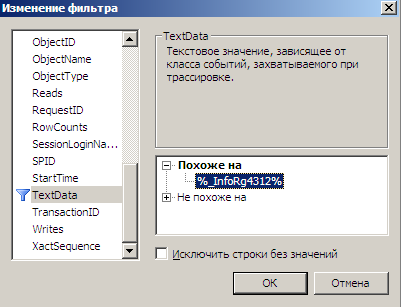 Изменение фильтра
ObjectID
ObjectName
ObjectType
Reads
RequestID
RowCounts
SessionLoginNa...
SPID
StartTime
TextData
TransactionID
Writes
XactSequence
TextData
Текстовое значение, зависящее от
класса событий, захватываемого при
трассировке.
Похоже на
%_InfoRg4312%
Не похоже на
Исключить строки без значений
ОК
Отмена